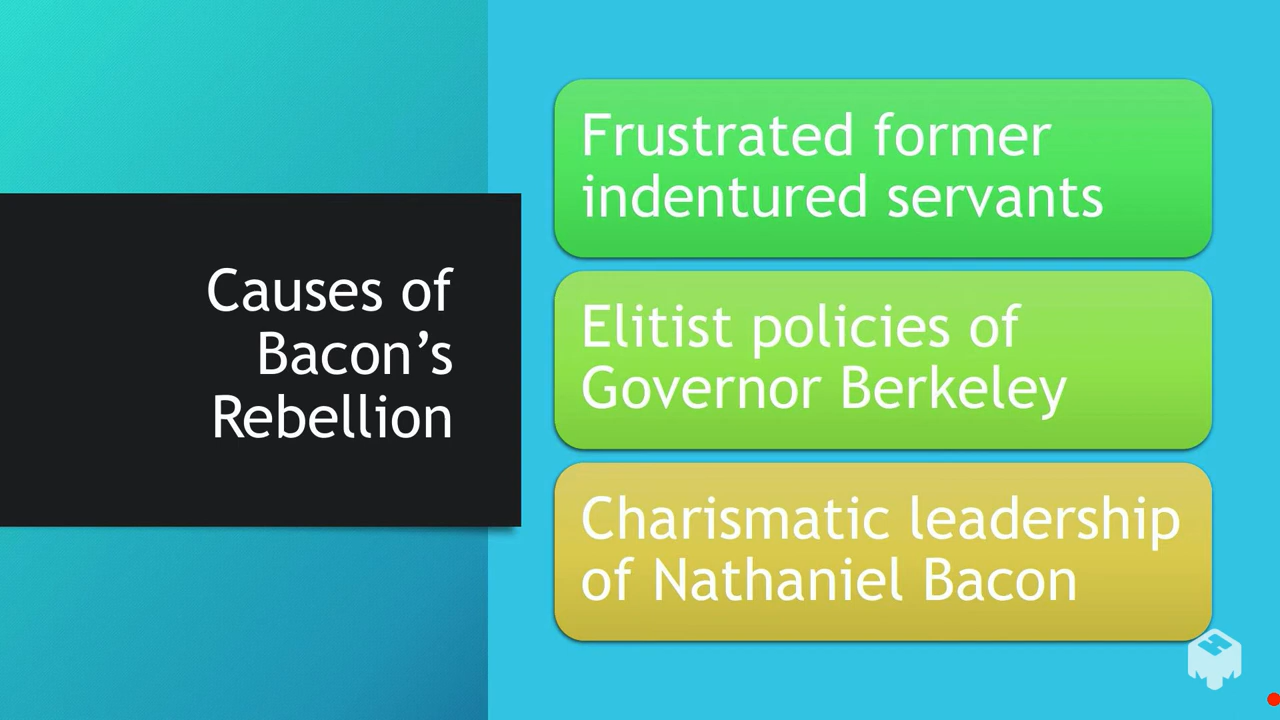 Causes of
Bacon’s
Rebellion
Frustrated former
indentured servants
Elitist policies of
Governor Berkeley
Charismatic leadership
of Nathaniel Bacon